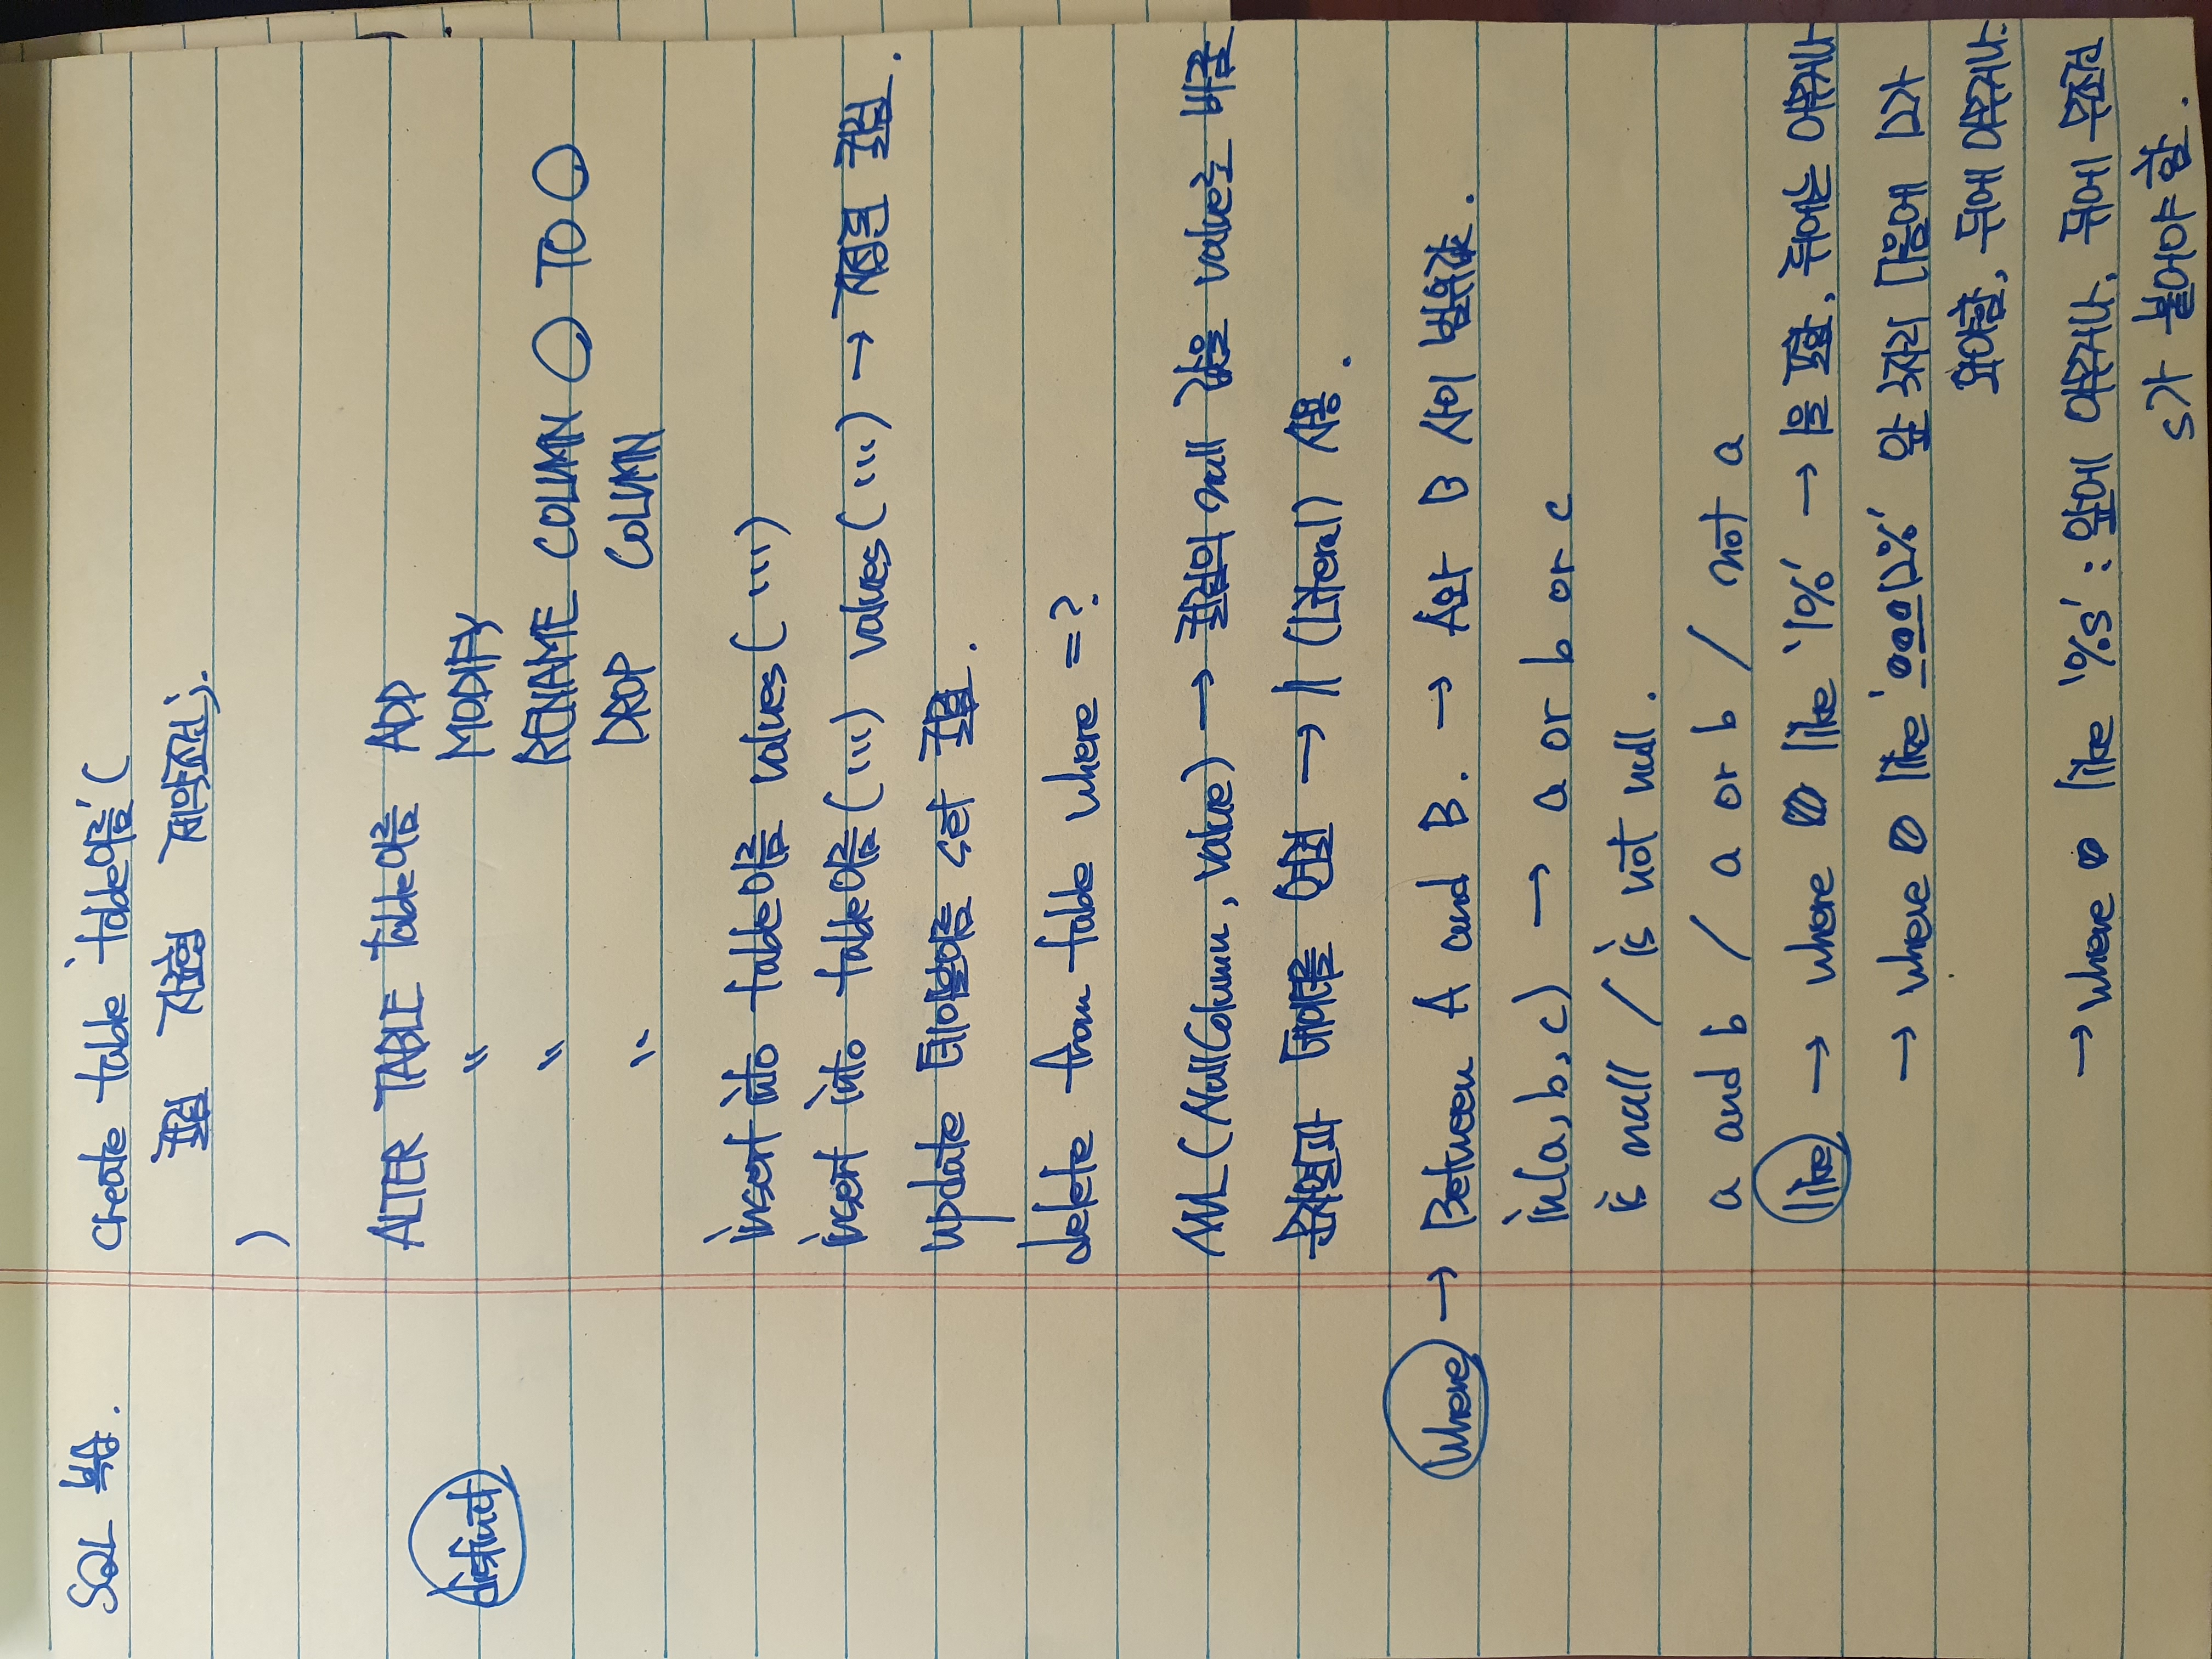 SQL 복습.
create table 'table이름' (
컬럼 자료형 제약조건;
)
ALTER TABLE table이름 ADD
distinct
〃 MODIFY
〃 RENAME COLUMN ○ TO ○
〃 DROP COLUMN
insert into table이름 values( ... )
insert into table이름( ... ) values( ... ) → 지정된 컬럼.
update 테이블이름 set 컬럼.
delete from table where = ?
NVL (NullColumn, value) → 컬럼의 null 값을 value로 바꿈
문자열과 데이터를 연결 → || (Literal) 사용.
where → Between A and B. → A와 B 사이 범위값.
in(a, b, c) → a or b or c
is null / is not null.
a and b / a or b / not a
like → where like '1%' → 1을 포함, 뒤에는 아무거나
→ where like '___12%' 앞 3자리 다음에 12가
와야함, 뒤에 아무거나.
→ where like '%s' : 앞에 아무거나, 뒤에 무조건
s가 붙어야 함.